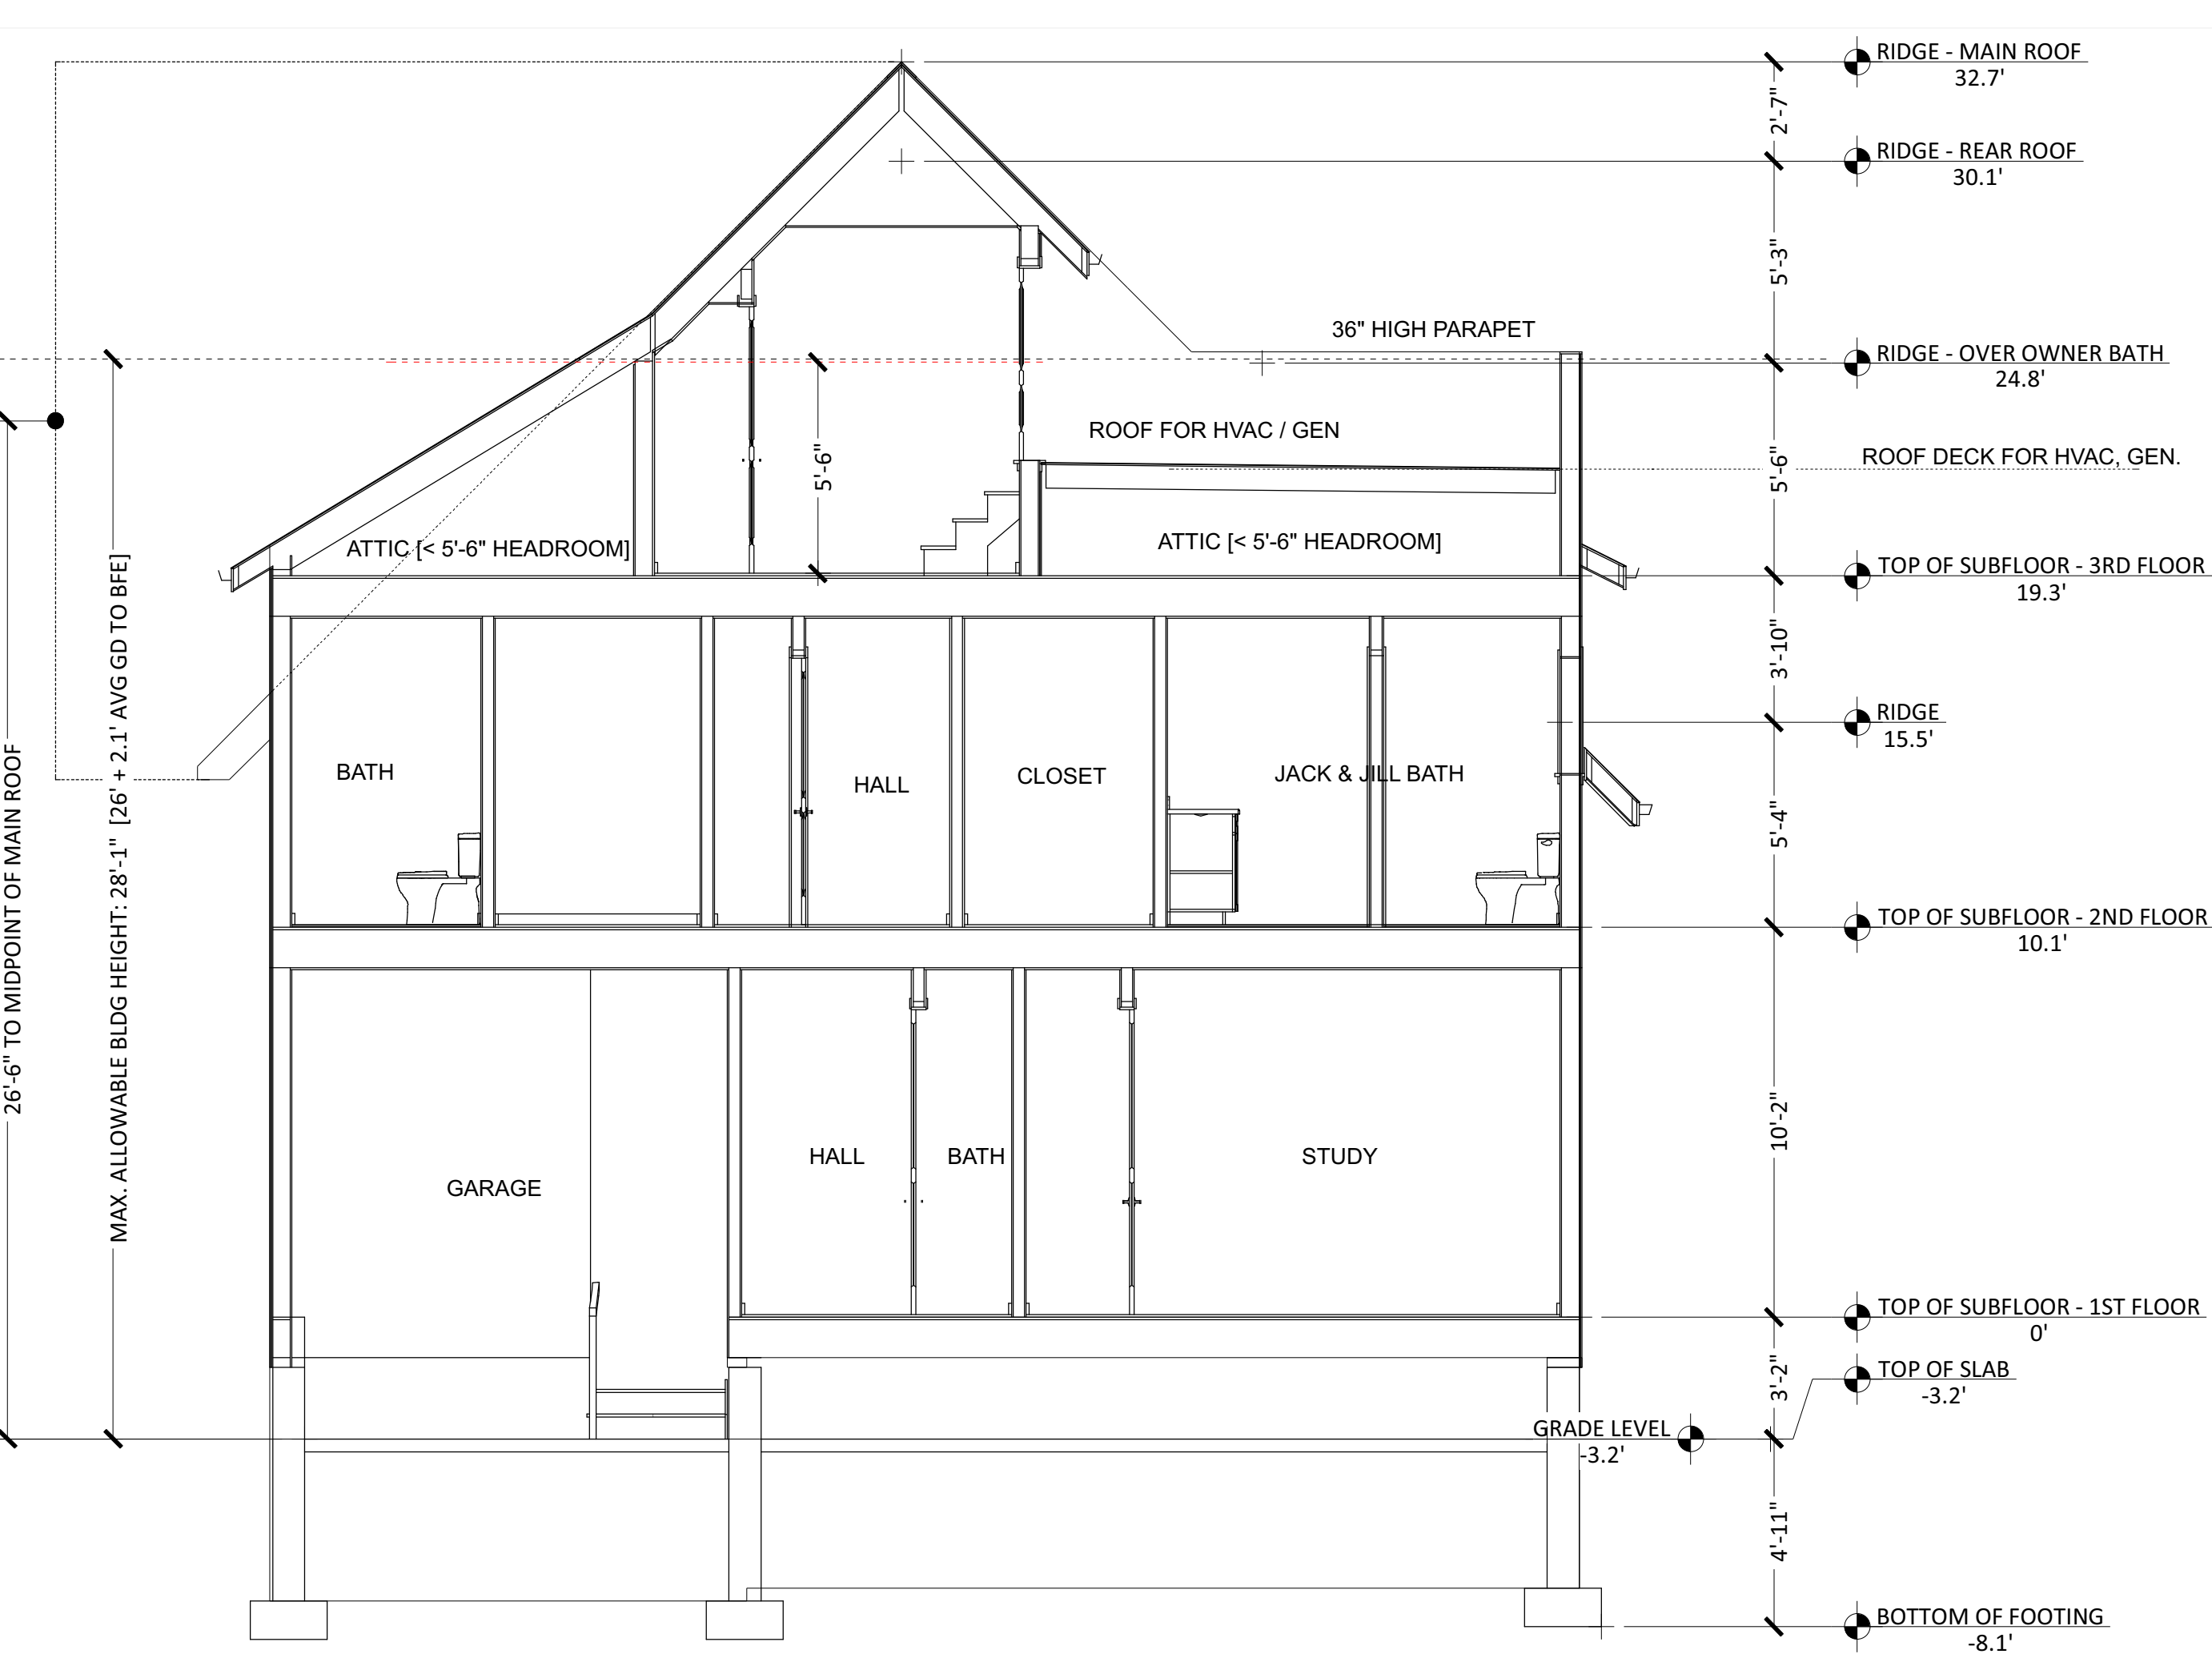 RIDGE - MAIN ROOF
32.7'
2'-7"
RIDGE - REAR ROOF
30.1'
5'-3"
36" HIGH PARAPET
RIDGE - OVER OWNER BATH
24.8'
ROOF FOR HVAC / GEN
5'-6"
5'-6"
ROOF DECK FOR HVAC, GEN.
ATTIC [< 5'-6" HEADROOM]
ATTIC [< 5'-6" HEADROOM]
TOP OF SUBFLOOR - 3RD FLOOR
19.3'
3'-10"
RIDGE
15.5'
BATH
HALL
CLOSET
JACK & JILL BATH
5'-4"
TOP OF SUBFLOOR - 2ND FLOOR
10.1'
26'-6" TO MIDPOINT OF MAIN ROOF
MAX. ALLOWABLE BLDG HEIGHT: 28'-1" [26' + 2.1' AVG GD TO BFE]
10'-2"
GARAGE
HALL
BATH
STUDY
TOP OF SUBFLOOR - 1ST FLOOR
0'
3'-2"
TOP OF SLAB
-3.2'
GRADE LEVEL
-3.2'
4'-11"
BOTTOM OF FOOTING
-8.1'